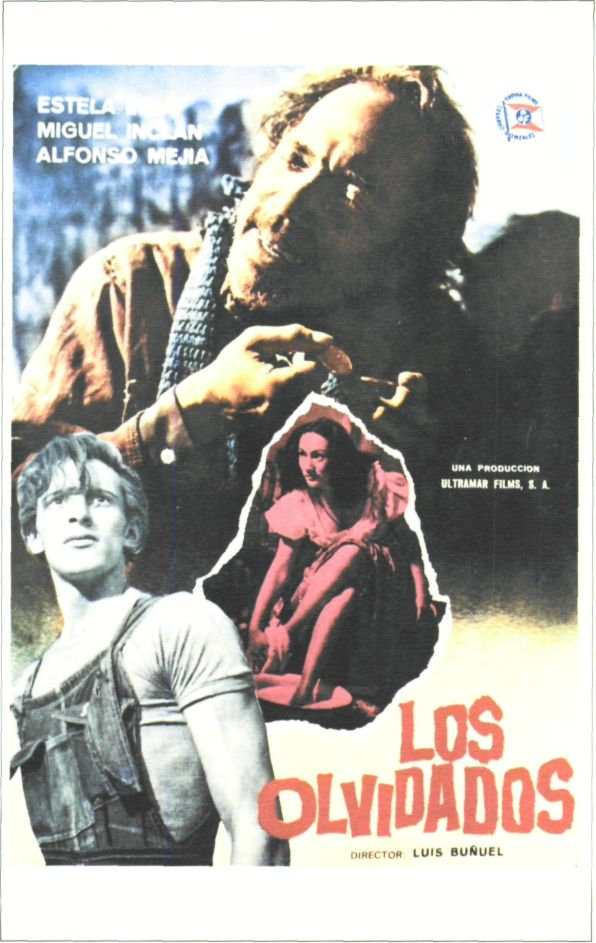 ESTELA
MIGUEL INCLAN
ALFONSO MEJIA
UNA PRODUCCION
ULTRAMAR FILMS, S. A.
LOS
OLVIDADOS
DIRECTOR: LUIS BUÑUEL